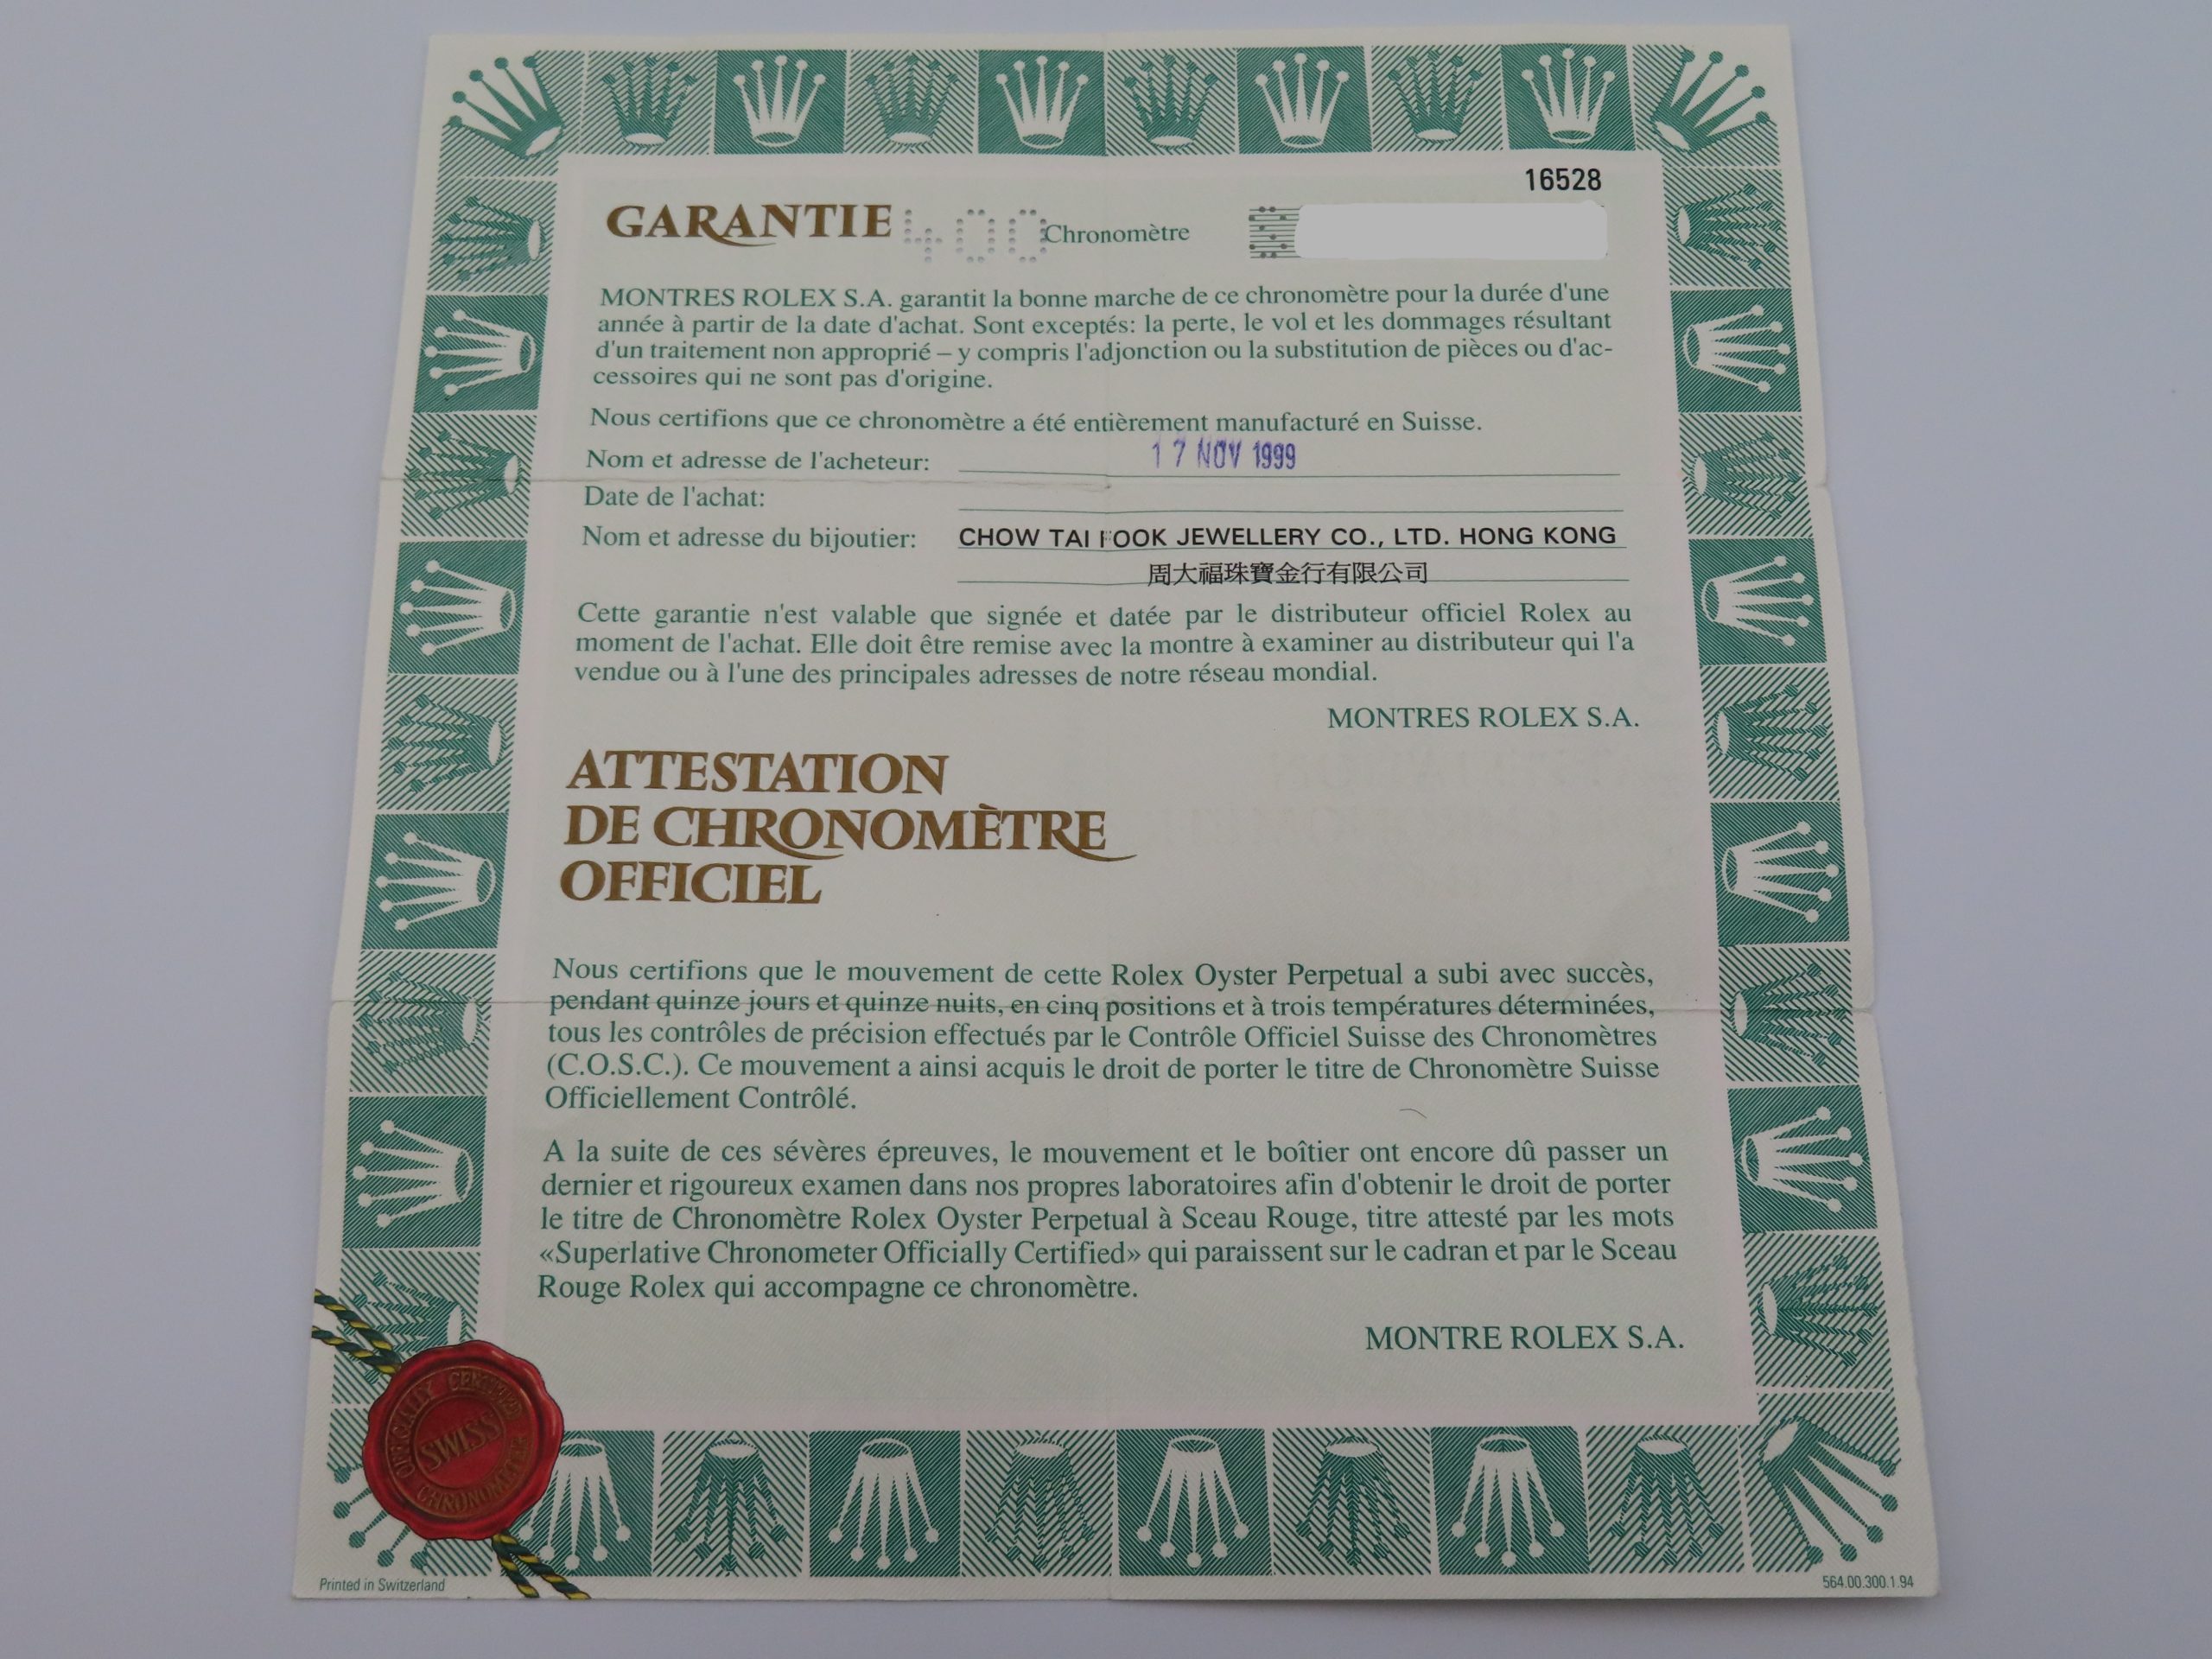 16528
GARANTIE 400 Chronomètre
MONTRES ROLEX S.A. garantit la bonne marche de ce chronomètre pour la durée d'une
année à partir de la date d'achat. Sont exceptés: la perte, le vol et les dommages résultant
d'un traitement non approprié – y compris l'adjonction ou la substitution de pièces ou d'ac-
cessoires qui ne sont pas d'origine.
Nous certifions que ce chronomètre a été entièrement manufacturé en Suisse.
17 NOV 1999
Nom et adresse de l'acheteur:
Date de l'achat:
Nom et adresse du bijoutier: CHOW TAI FOOK JEWELLERY CO., LTD. HONG KONG
周大福珠寶金行有限公司
Cette garantie n'est valable que signée et datée par le distributeur officiel Rolex au
moment de l'achat. Elle doit être remise avec la montre à examiner au distributeur qui l'a
vendue ou à l'une des principales adresses de notre réseau mondial.
MONTRES ROLEX S.A.
ATTESTATION
DE CHRONOMÈTRE
OFFICIEL
Nous certifions que le mouvement de cette Rolex Oyster Perpetual a subi avec succès,
pendant quinze jours et quinze nuits, en cinq positions et à trois températures déterminées,
tous les contrôles de précision effectués par le Contrôle Officiel Suisse des Chronomètres
(C.O.S.C.). Ce mouvement a ainsi acquis le droit de porter le titre de Chronomètre Suisse
Officiellement Contrôlé.
A la suite de ces sévères épreuves, le mouvement et le boîtier ont encore dû passer un
dernier et rigoureux examen dans nos propres laboratoires afin d'obtenir le droit de porter
le titre de Chronomètre Rolex Oyster Perpetual à Sceau Rouge, titre attesté par les mots
«Superlative Chronometer Officially Certified» qui paraissent sur le cadran et par le Sceau
Rouge Rolex qui accompagne ce chronomètre.
MONTRE ROLEX S.A.
OFFICIALLY CERTIFIED
SWISS
CHRONOMETER
Printed in Switzerland
564.00.300.1.94